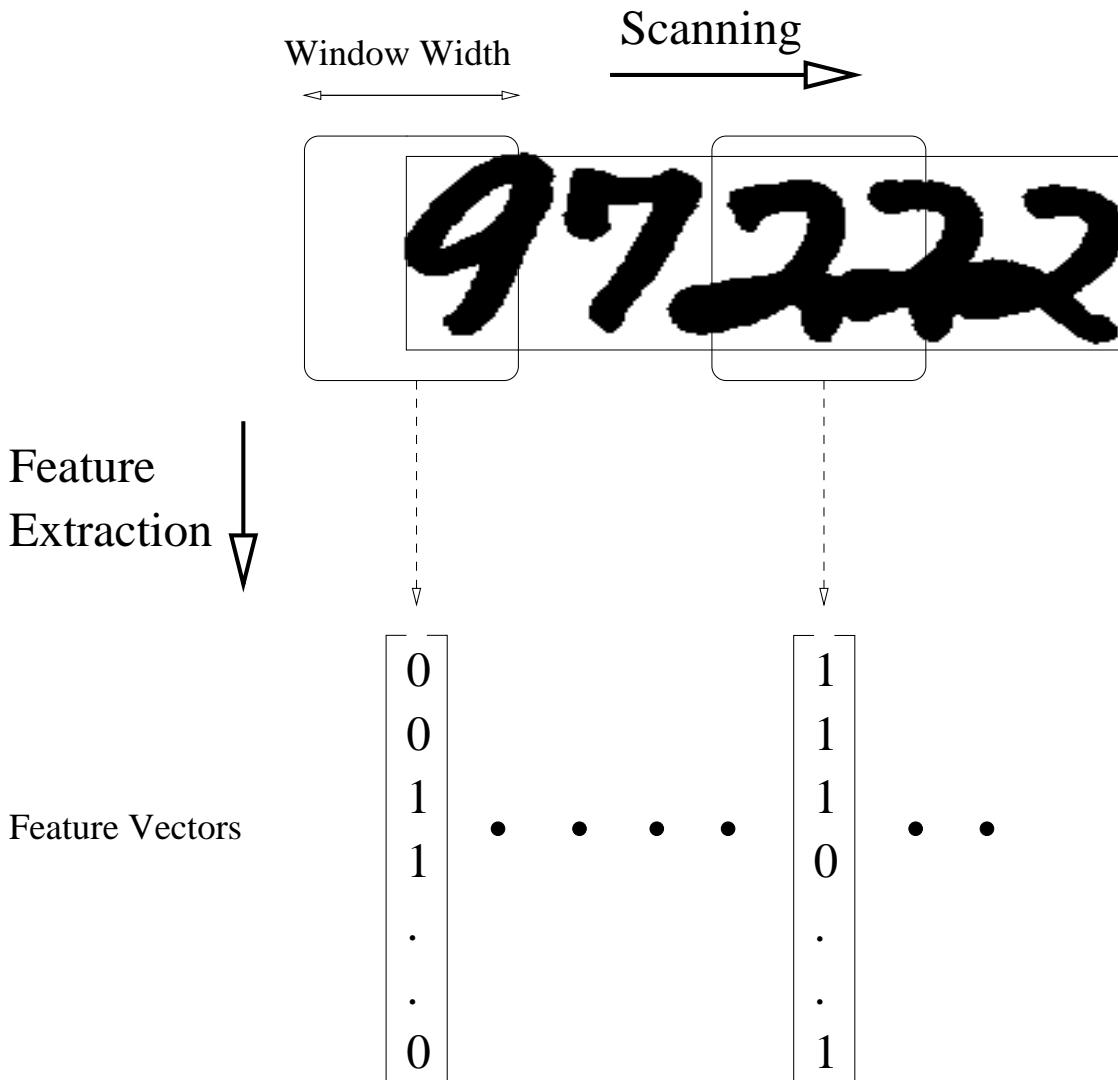 Scanning
Window Width
97222
Feature
Extraction
0 1
0 1
1 1
Feature Vectors • • • • • •
1 0
. .
. .
0 1